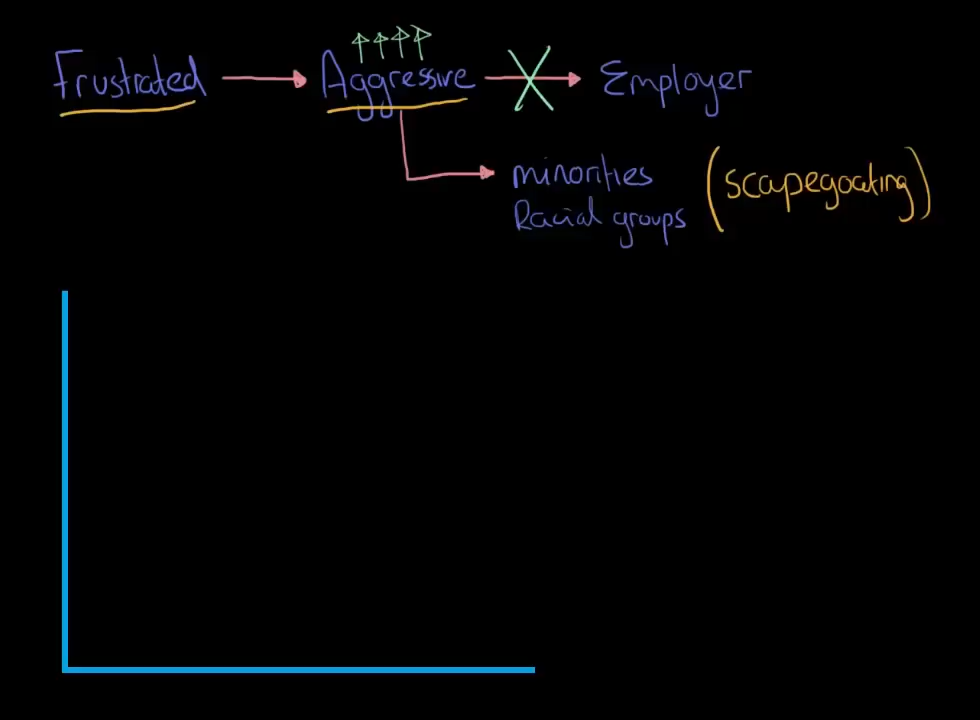 Frustrated Aggressive Employer
minorities (scapegoating)
Racial groups